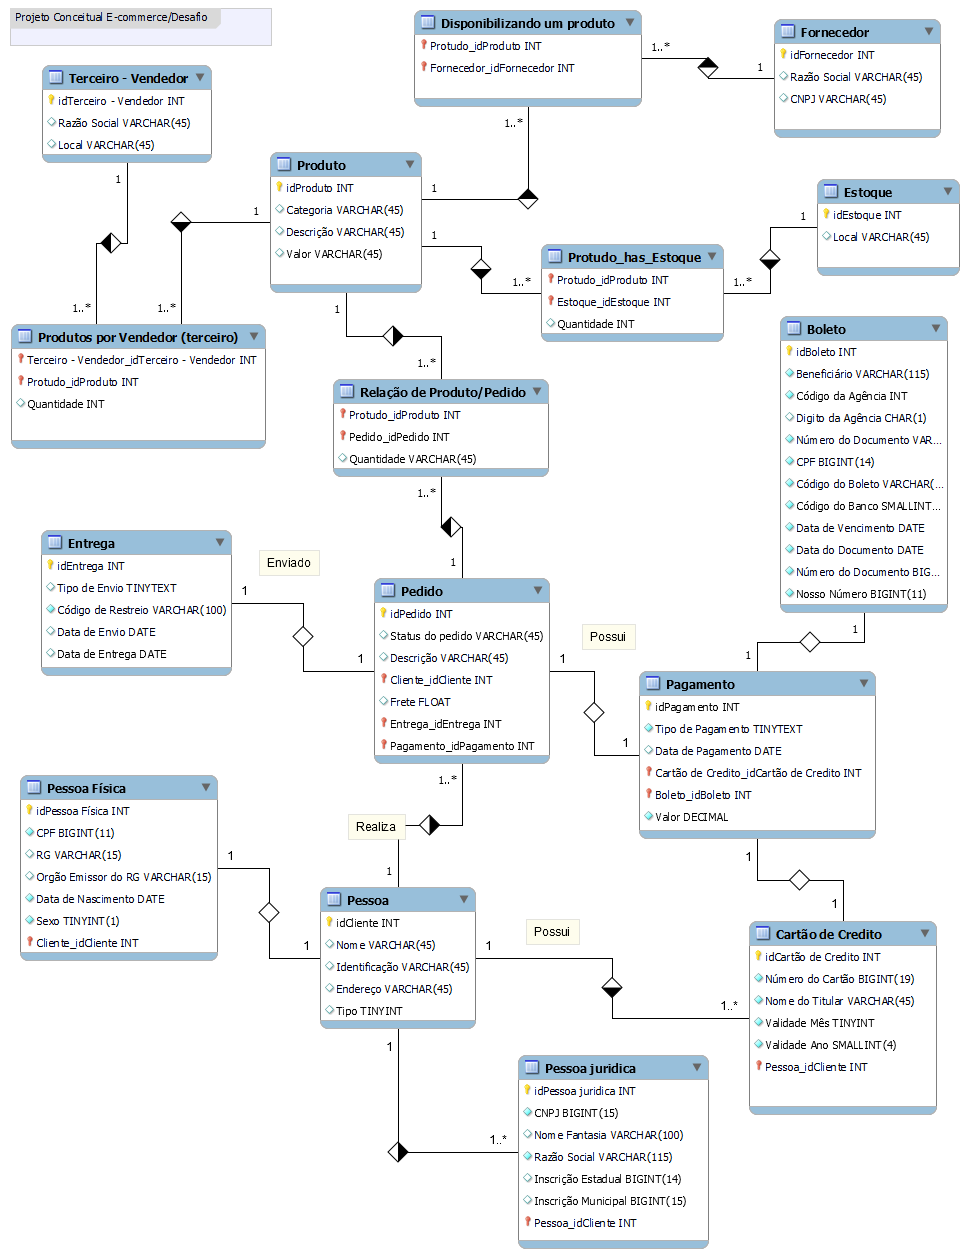 Projeto Conceitual E-commerce/Desafio
Disponibilizando um produto
Protudo_idProduto INT
Fornecedor_idFornecedor INT
1..*
1
1..*
Fornecedor
idFornecedor INT
Razão Social VARCHAR(45)
CNPJ VARCHAR(45)
Terceiro - Vendedor
idTerceiro - Vendedor INT
Razão Social VARCHAR(45)
Local VARCHAR(45)
1
1..*
Produto
idProduto INT
Categoria VARCHAR(45)
Descrição VARCHAR(45)
Valor VARCHAR(45)
1
1
1..*
1
1..*
1
1..*
Estoque
idEstoque INT
Local VARCHAR(45)
1
1..*
Protudo_has_Estoque
Protudo_idProduto INT
Estoque_idEstoque INT
Quantidade INT
Produtos por Vendedor (terceiro)
Terceiro - Vendedor_idTerceiro - Vendedor INT
Protudo_idProduto INT
Quantidade INT
Relação de Produto/Pedido
Protudo_idProduto INT
Pedido_idPedido INT
Quantidade VARCHAR(45)
1..*
1
Boleto
idBoleto INT
Beneficiário VARCHAR(115)
Código da Agência INT
Digito da Agência CHAR(1)
Número do Documento VAR...
CPF BIGINT(14)
Código do Boleto VARCHAR(...
Código do Banco SMALLINT...
Data de Vencimento DATE
Data do Documento DATE
Número do Documento BIG...
Nosso Número BIGINT(11)
1
1
Entrega
idEntrega INT
Tipo de Envio TINYTEXT
Código de Restreio VARCHAR(100)
Data de Envio DATE
Data de Entrega DATE
Enviado
1
1
Pedido
idPedido INT
Status do pedido VARCHAR(45)
Descrição VARCHAR(45)
Cliente_idCliente INT
Frete FLOAT
Entrega_idEntrega INT
Pagamento_idPagamento INT
Possui
1
1
Pagamento
idPagamento INT
Tipo de Pagamento TINYTEXT
Data de Pagamento DATE
Cartão de Credito_idCartão de Credito INT
Boleto_idBoleto INT
Valor DECIMAL
1
1
Pessoa Física
idPessoa Física INT
CPF BIGINT(11)
RG VARCHAR(15)
Orgão Emissor do RG VARCHAR(15)
Data de Nascimento DATE
Sexo TINYINT(1)
Cliente_idCliente INT
1
1
1..*
Realiza
1
Pessoa
idCliente INT
Nome VARCHAR(45)
Identificação VARCHAR(45)
Endereço VARCHAR(45)
Tipo TINYINT
Possui
1
1..*
Cartão de Credito
idCartão de Credito INT
Número do Cartão BIGINT(19)
Nome do Titular VARCHAR(45)
Validade Mês TINYINT
Validade Ano SMALLINT(4)
Pessoa_idCliente INT
1
1..*
Pessoa juridica
idPessoa juridica INT
CNPJ BIGINT(15)
Nome Fantasia VARCHAR(100)
Razão Social VARCHAR(115)
Inscrição Estadual BIGINT(14)
Inscrição Municipal BIGINT(15)
Pessoa_idCliente INT